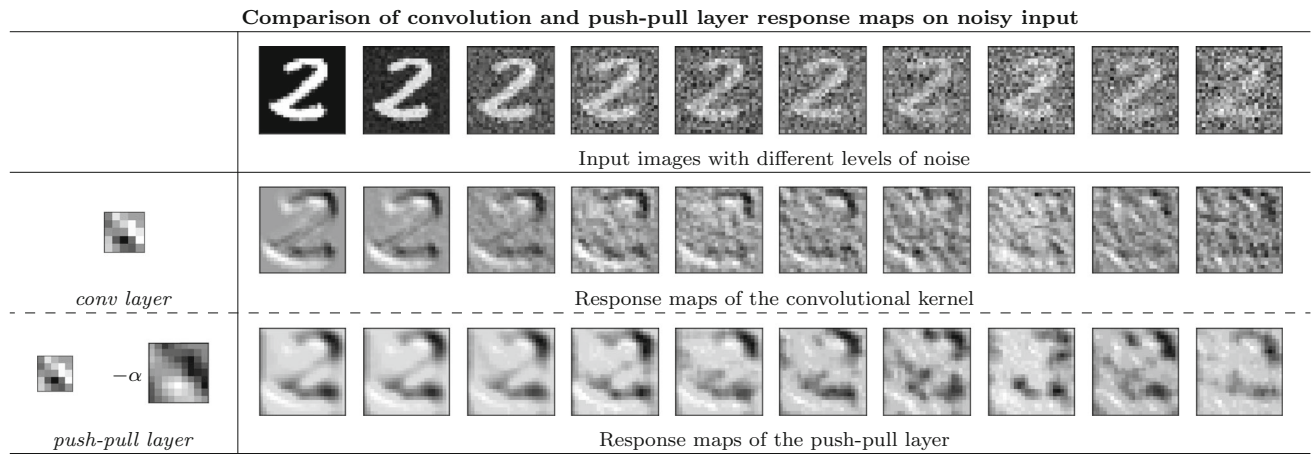 Comparison of convolution and push-pull layer response maps on noisy input
Input images with different levels of noise
conv layer
Response maps of the convolutional kernel
−α
push-pull layer
Response maps of the push-pull layer